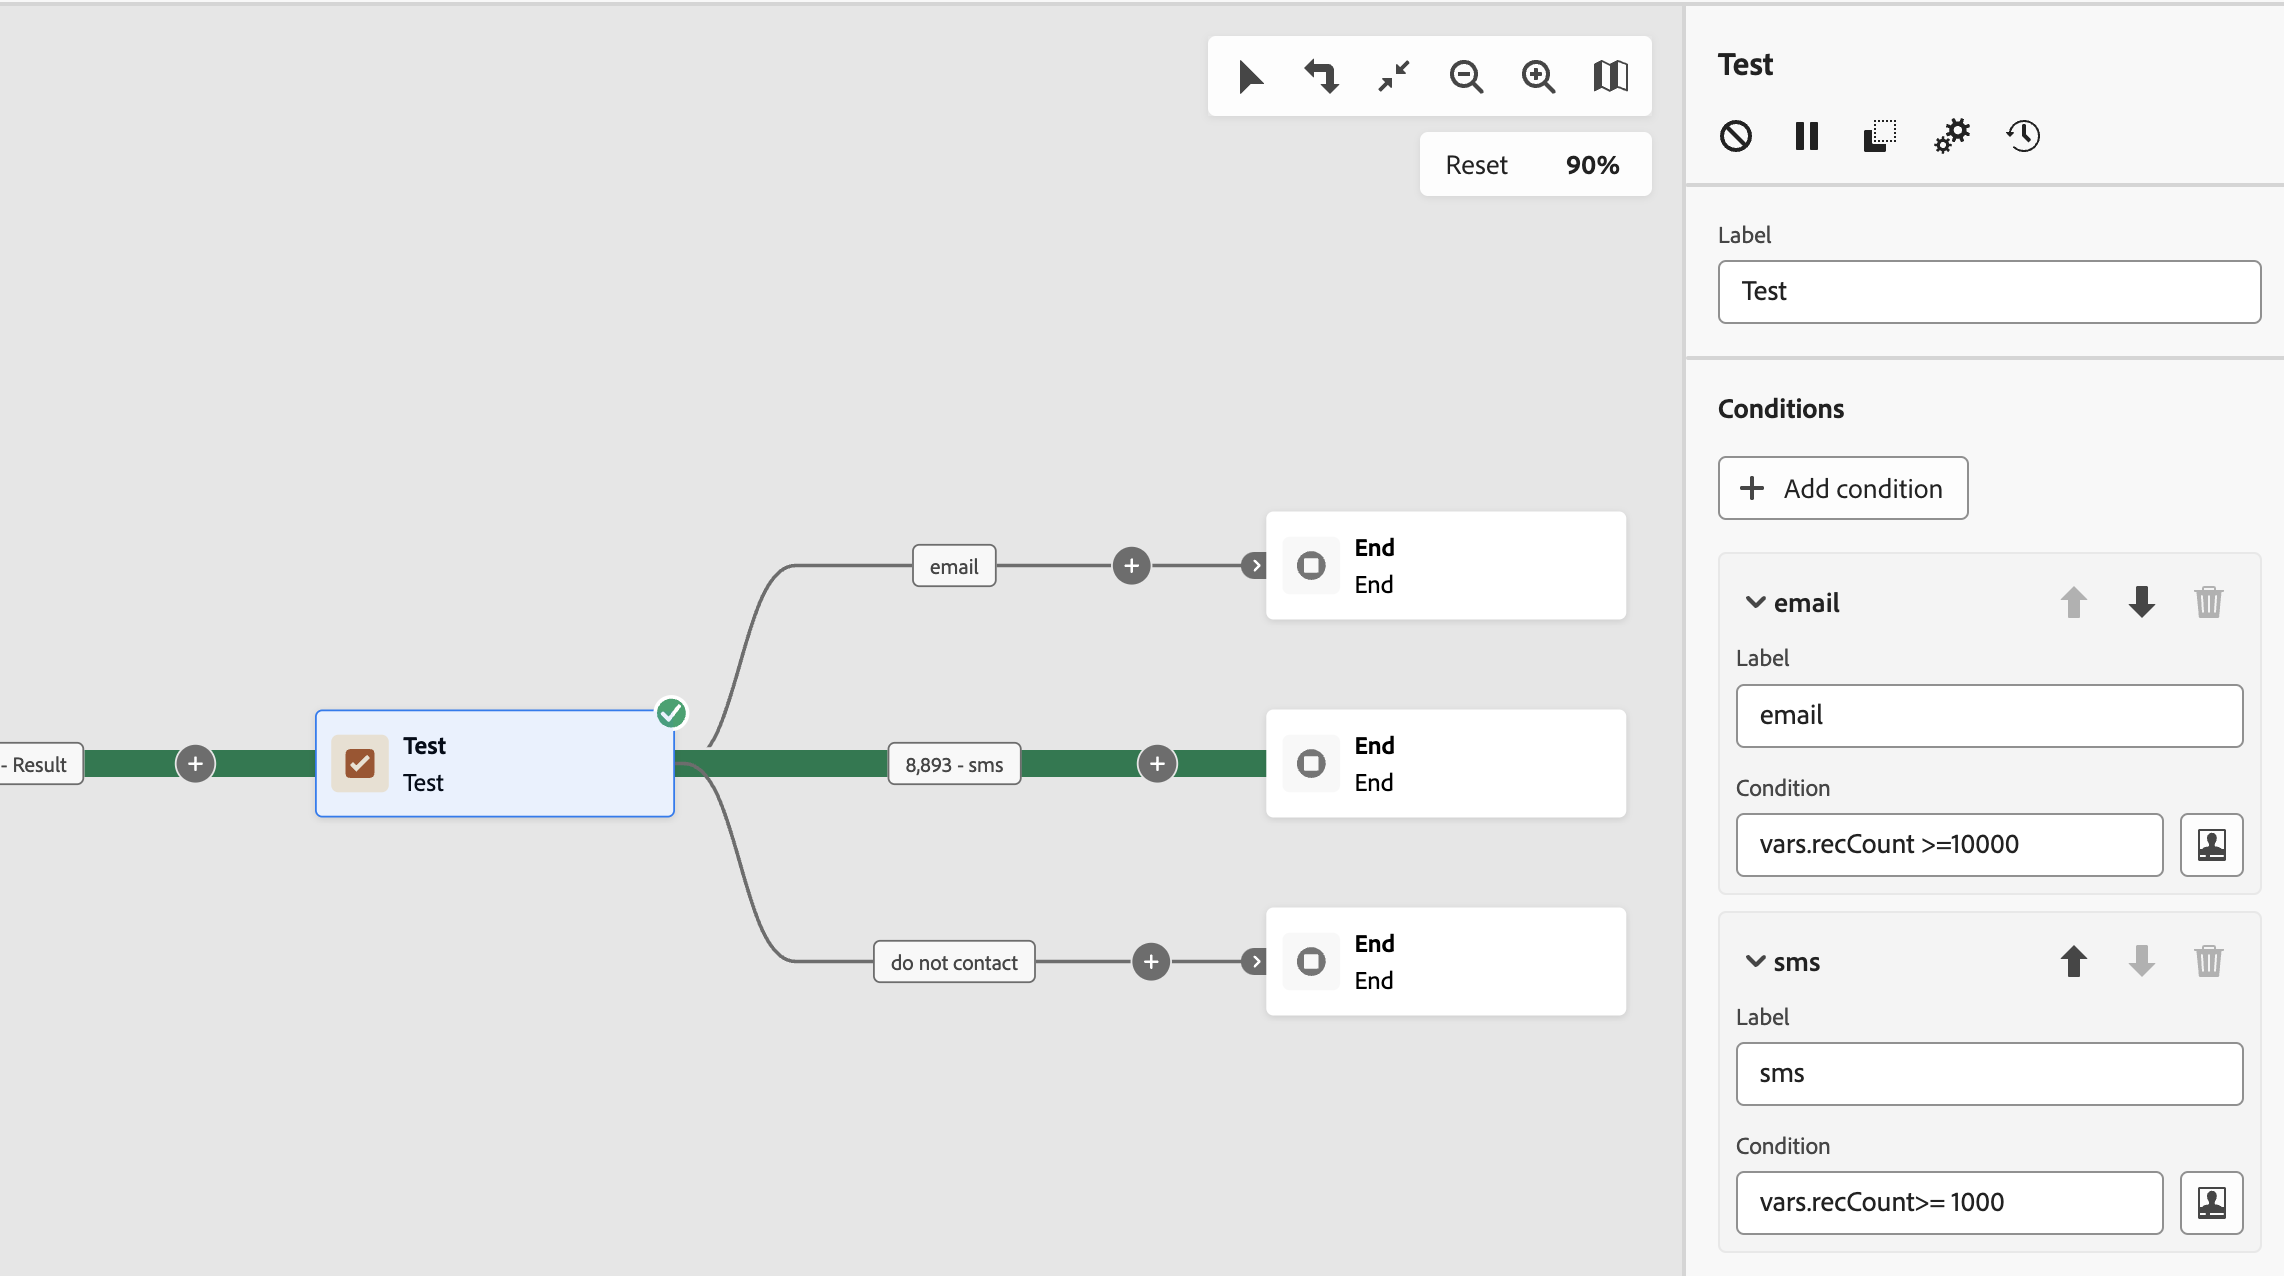 Reset 90%
- Result
Test
Test
email
8,893 - sms
do not contact
End
End
End
End
End
End
Test
Label
Test
Conditions
Add condition
email
Label
email
Condition
vars.recCount >=10000
sms
Label
sms
Condition
vars.recCount>= 1000